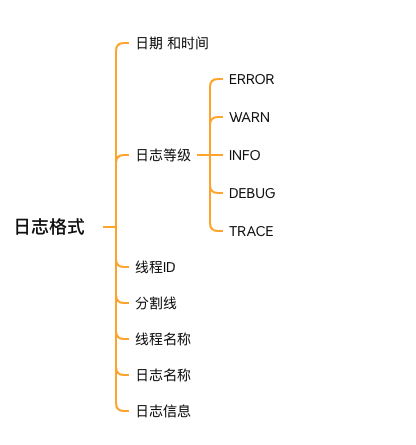 日志格式
日期 和时间
日志等级
ERROR
WARN
INFO
DEBUG
TRACE
线程ID
分割线
线程名称
日志名称
日志信息